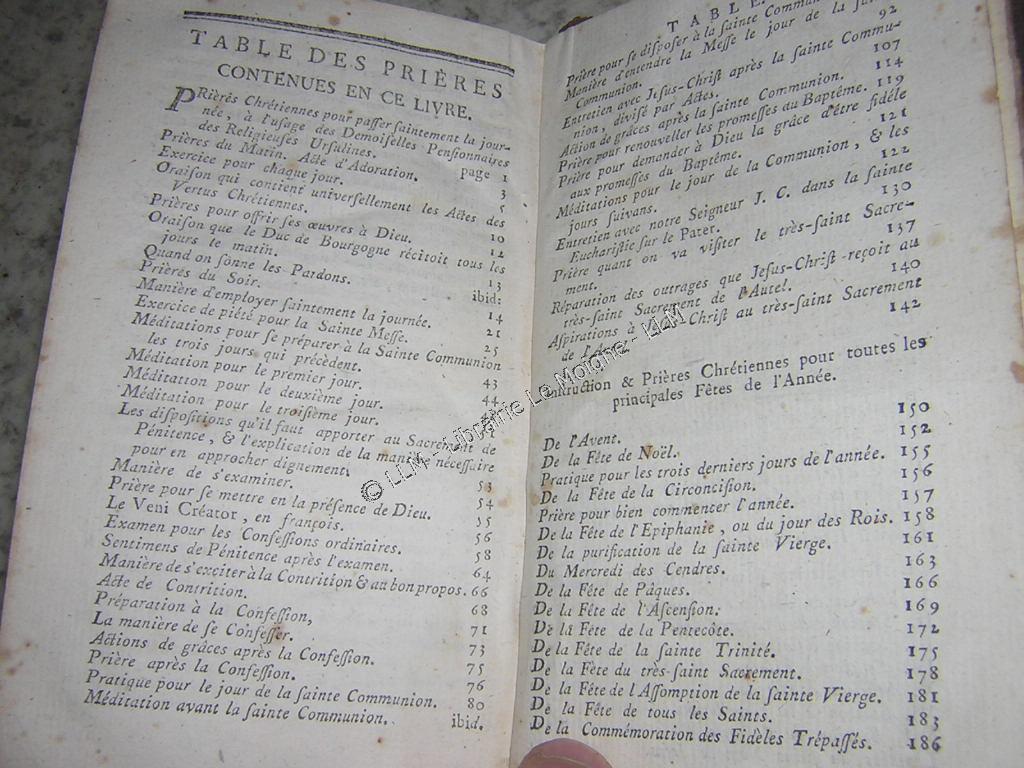 TABLE DES PRIÈRES
CONTENUES EN CE LIVRE.
PRIères Chrétiennes pour paſſer ſaintement la jour-
née, à l'uſage des Demoiſelles Penſionnaires
des Religieuſes Urſulines. page 1
Prières du Matin. Acte d'Adoration. 3
Exercice pour chaque jour. 5
Oraiſon qui contient univerſellement les Actes des
Vertus Chrétiennes. 10
Prières pour offrir ſes œuvres à Dieu. 12
Oraiſon que le Duc de Bourgogne récitoit tous les
jours le matin. 13
Quand on ſonne les Pardons. ibid:
Prières du Soir. 14
Manière d'employer ſaintement la journée. 21
Exercice de piété pour la Sainte Meſſe. 25
Méditations pour ſe préparer à la Sainte Communion
les trois jours qui précèdent. 43
Méditation pour le premier jour. 44
Méditation pour le deuxième jour.
Méditation pour le troiſième jour.
Les diſpoſitions qu'il faut apporter au Sacrement de
Pénitence, & l'explication de la manière néceſſaire
pour en approcher dignement. 53
Manière de s'examiner. 54
Prière pour ſe mettre en la préſence de Dieu. 55
Le Veni Créator, en françois. 56
Examen pour les Confeſſions ordinaires. 58
Sentimens de Pénitence après l'examen. 64
Manière de s'exciter à la Contrition & au bon propos. 66
Acte de Contrition. 68
Préparation à la Confeſſion, 71
La manière de ſe Confeſſer. 73
Actions de grâces après la Confeſſion. 75
Prière après la Confeſſion. 76
Pratique pour le jour de la ſainte Communion. 80
Méditation avant la ſainte Communion. ibid.
TABLE.
Prière pour ſe diſpoſer à la ſainte 92
Manière d'entendre la Meſſe le jour de la
Communion. 107
Entretien avec Jeſus-Chriſt après la ſainte Commu-
nion, diviſé par Actes. 114
Action de grâces après la ſainte Communion. 119
Prière pour renouveller les promeſſes au Baptême.
Prière pour demander à Dieu la grâce d'être fidéle
aux promeſſes du Baptême. 121
Méditations pour le jour de la Communion, & les
jours ſuivans. 122
Entretien avec notre Seigneur J. C. dans la ſainte
Euchariſtie ſur le Pater. 130
Prière quant on va viſiter le très-ſaint Sacre-
ment. 137
Réparation des outrages que Jeſus-Chriſt reçoit au
très-ſaint Sacrement de l'Autel. 140
Aſpirations à Chriſt au très-ſaint Sacrement
de 142
Inſtruction & Prières Chrétiennes pour toutes les
principales Fêtes de l'Année.
De l'Avent. 150
De la Fête de Noël. 152
Pratique pour les trois derniers jours de l'année. 155
De la Fête de la Circonciſion. 156
Prière pour bien commenter l'année. 157
De la Fête de l'Epiphanie, ou du jour des Rois. 158
De la purification de la ſainte Vierge. 161
Du Mercredi des Cendres. 163
De la Fête de Pâques. 166
De la Fête de l'Aſcenſion: 169
De la Fête de la Pentecôte. 172
De la Fête de la ſainte Trinité. 175
De la Fête du très-ſaint Sacrement. 178
De la Fête de l'Aſſomption de la ſainte Vierge. 181
De la Fête de tous les Saints. 183
De la Commémoration des Fidèles Trépaſſés. 186
© LLM - Librairie Le Moigne - LLM